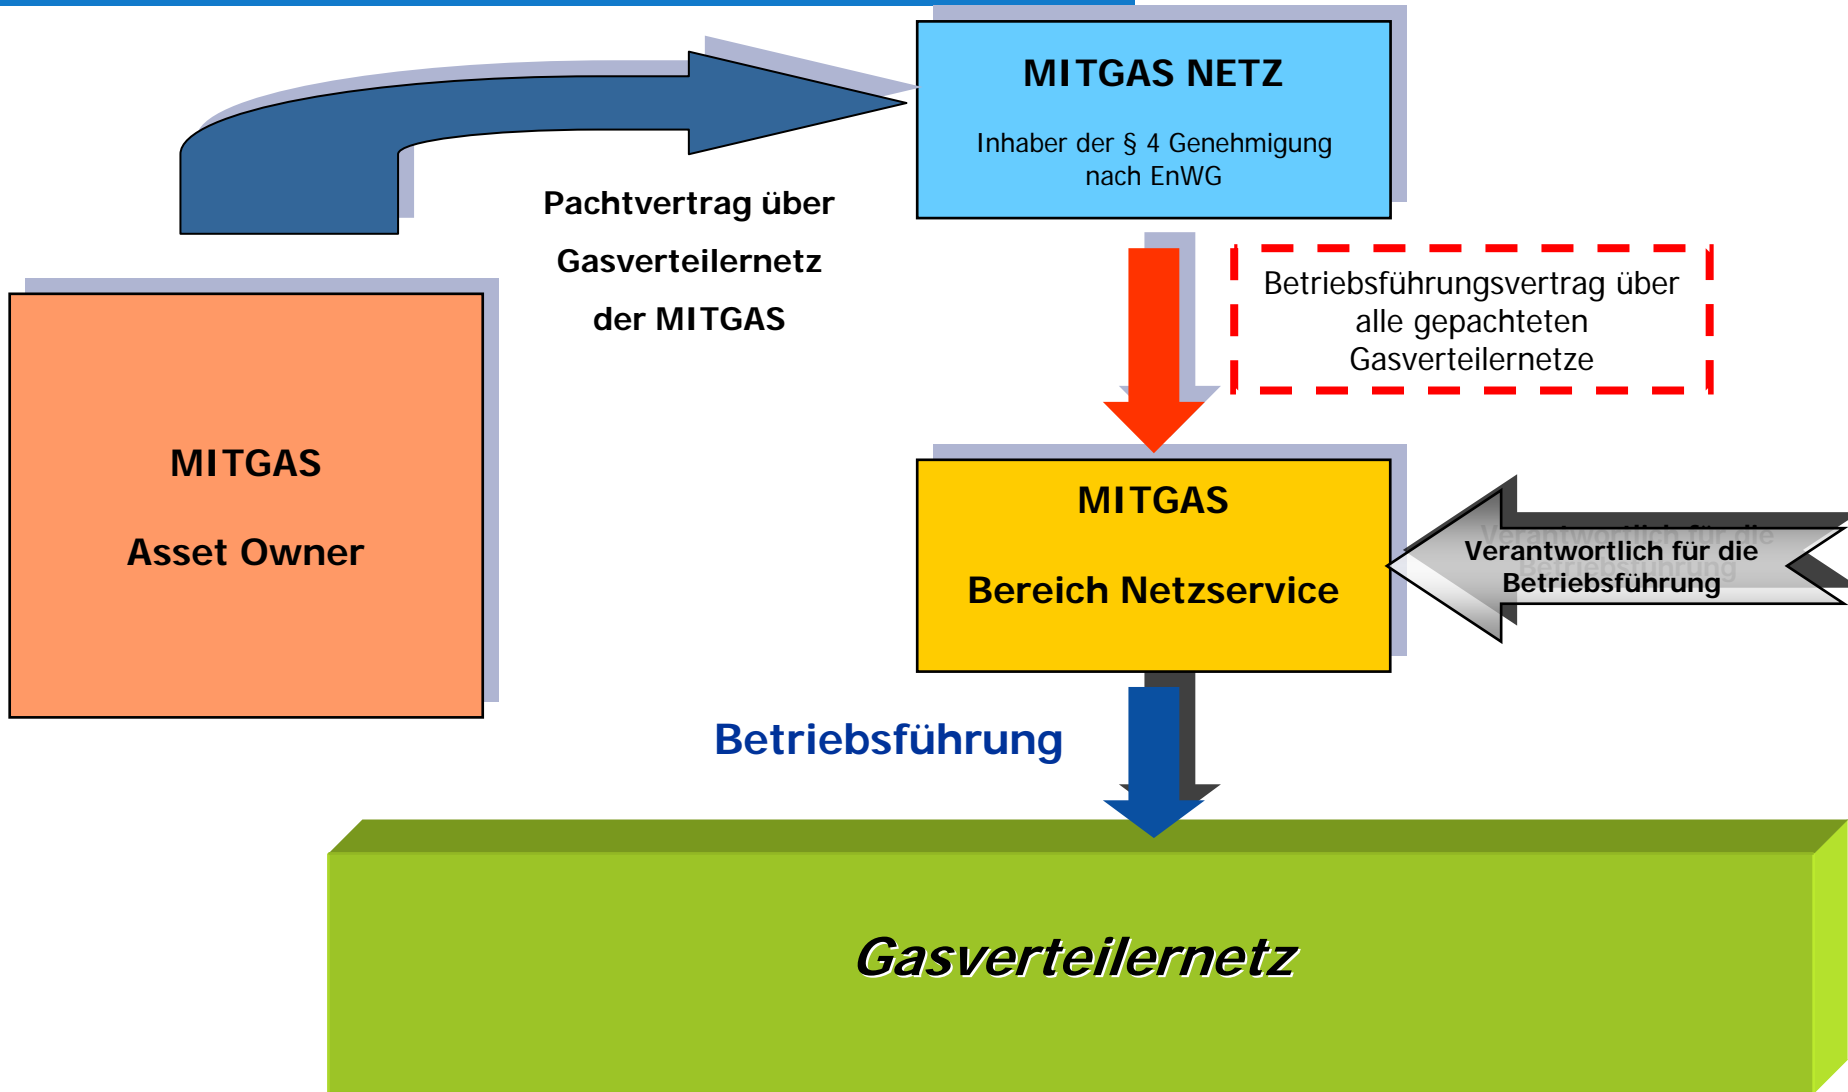 MITGAS NETZ
Inhaber der § 4 Genehmigung
nach EnWG
Pachtvertrag über
Gasverteilernetz
der MITGAS
Betriebsführungsvertrag über
alle gepachteten
Gasverteilernetze
MITGAS
Asset Owner
MITGAS
Bereich Netzservice
Verantwortlich für die
Betriebsführung
Betriebsführung
Gasverteilernetz